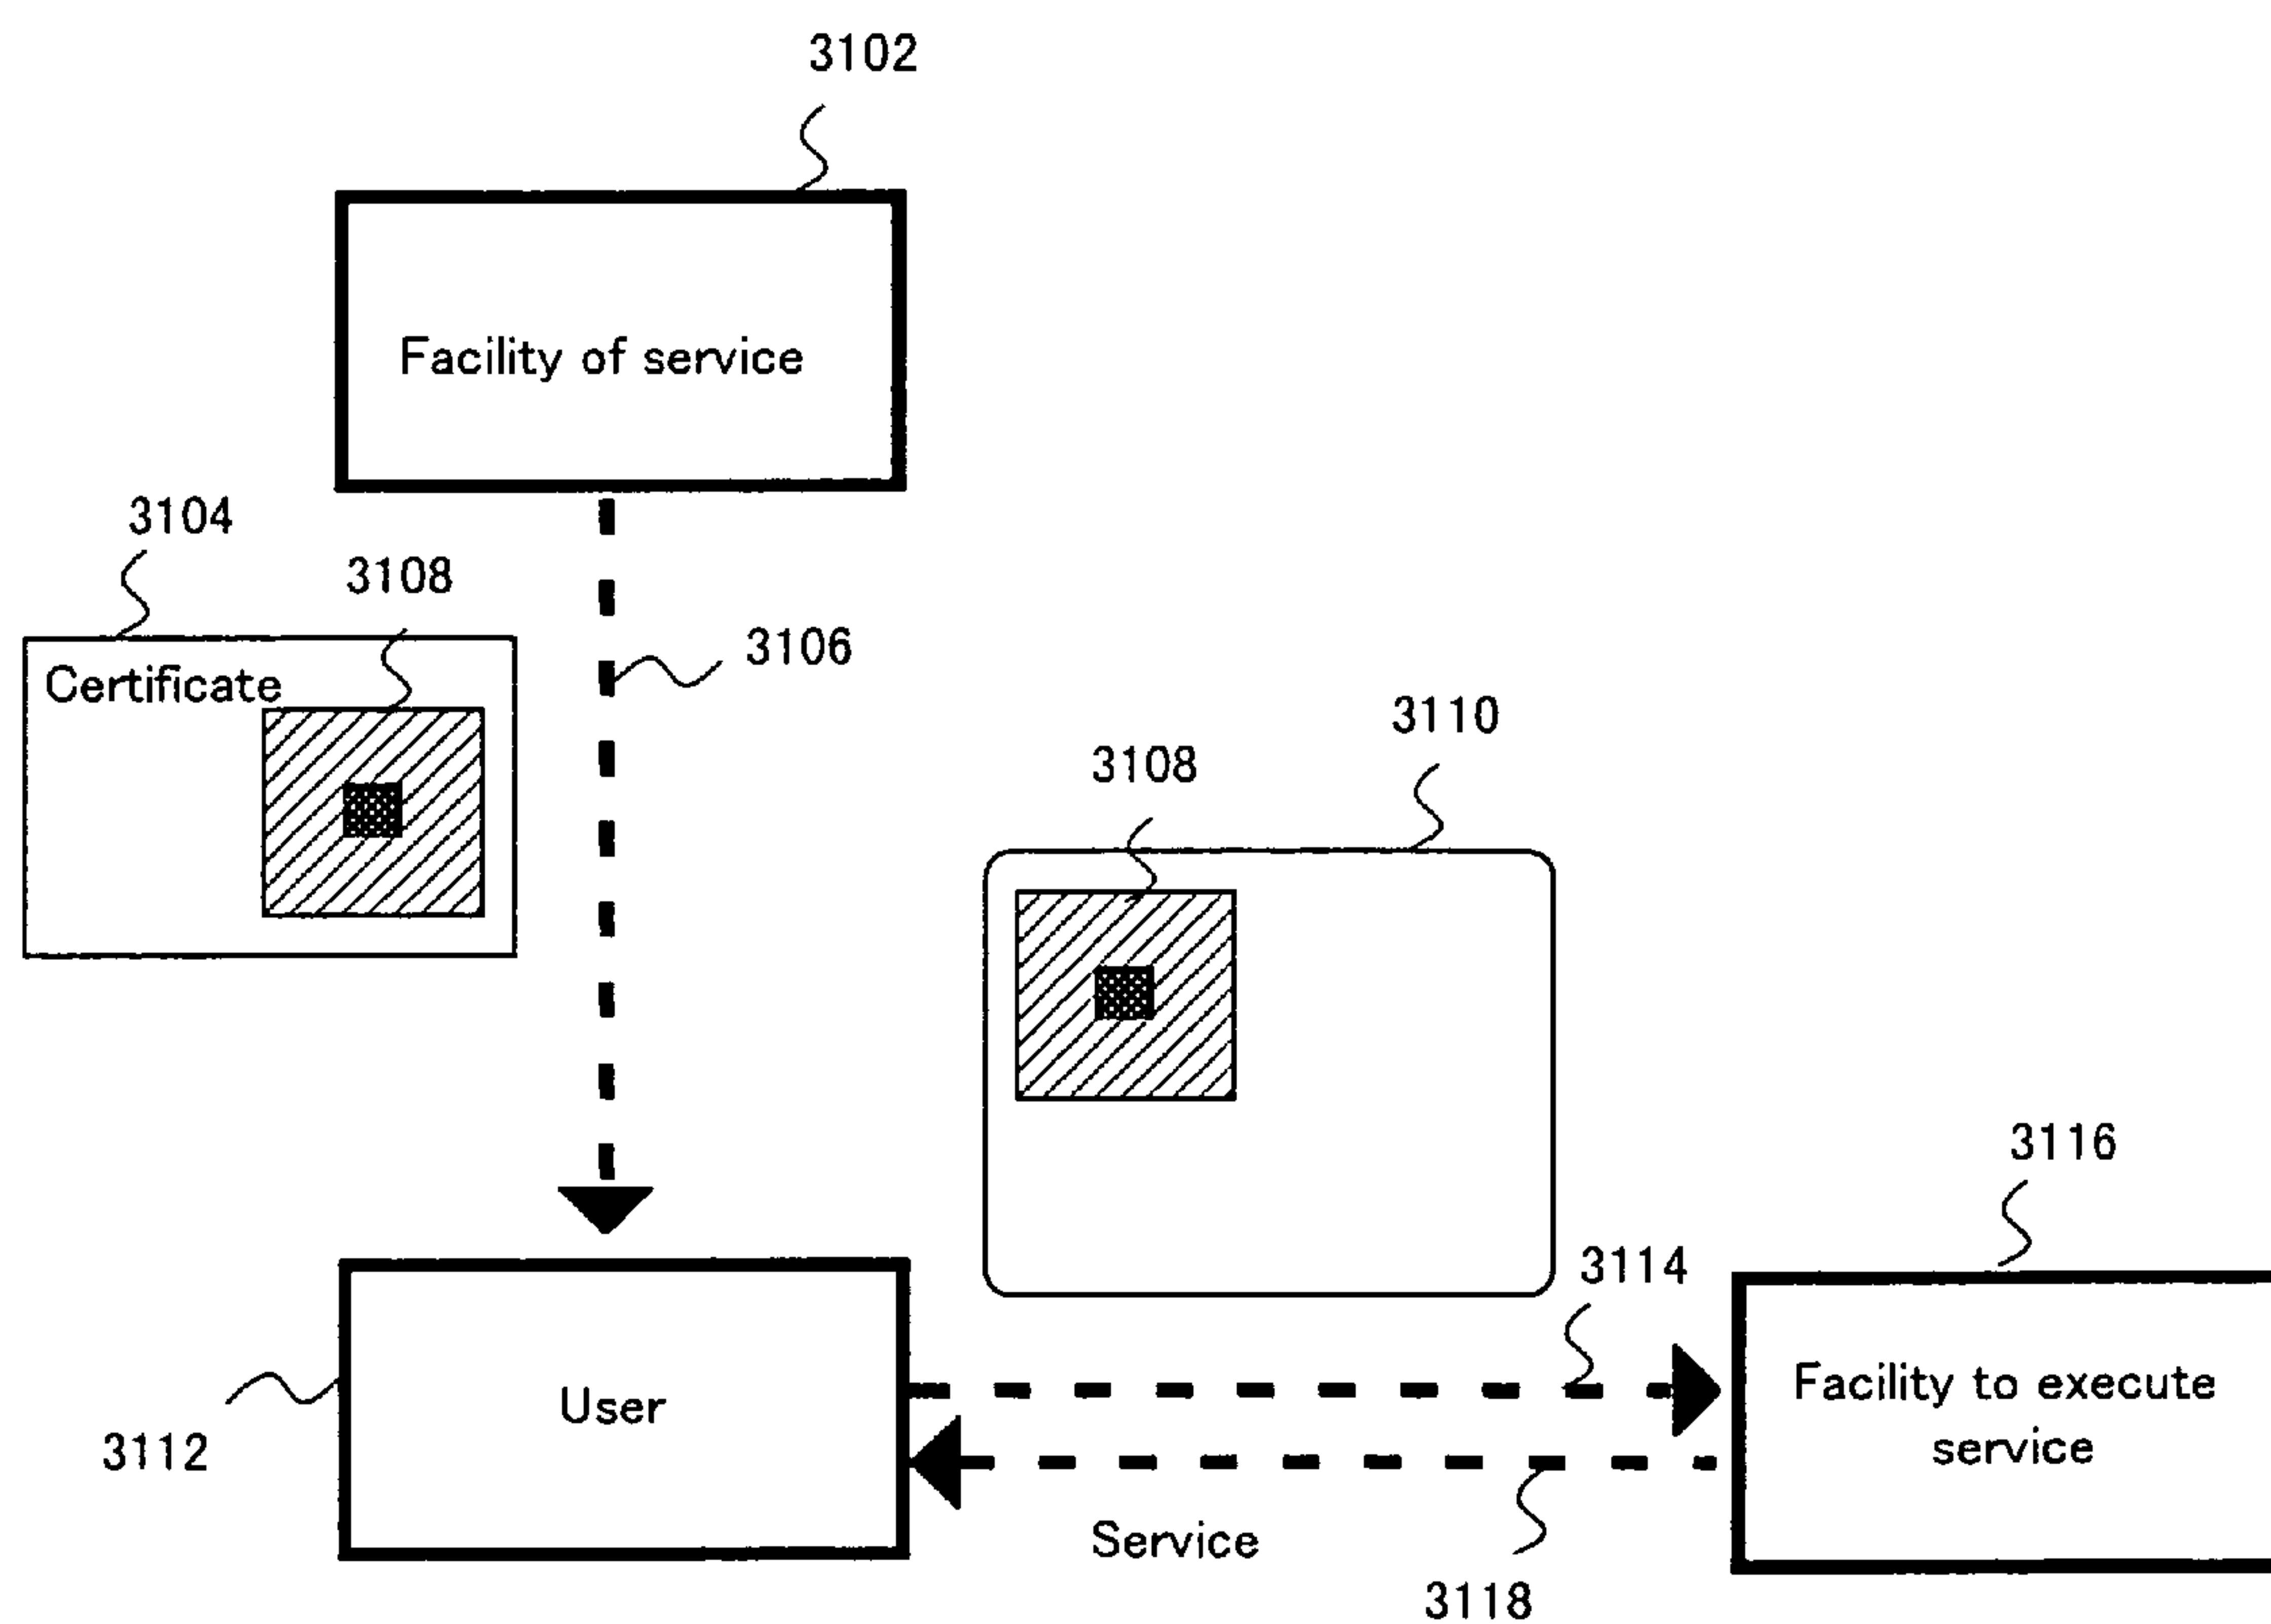 3102
Facility of service
3104
3108
3106
Certificate
3110
3108
3116
3114
Facility to execute
service
User
3112
Service
3118